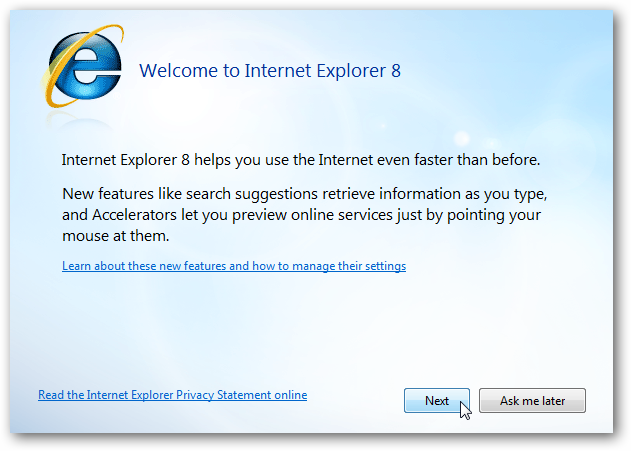 Welcome to Internet Explorer 8
Internet Explorer 8 helps you use the Internet even faster than before.
New features like search suggestions retrieve information as you type,
and Accelerators let you preview online services just by pointing your
mouse at them.
Learn about these new features and how to manage their settings
Read the Internet Explorer Privacy Statement online
Next
Ask me later